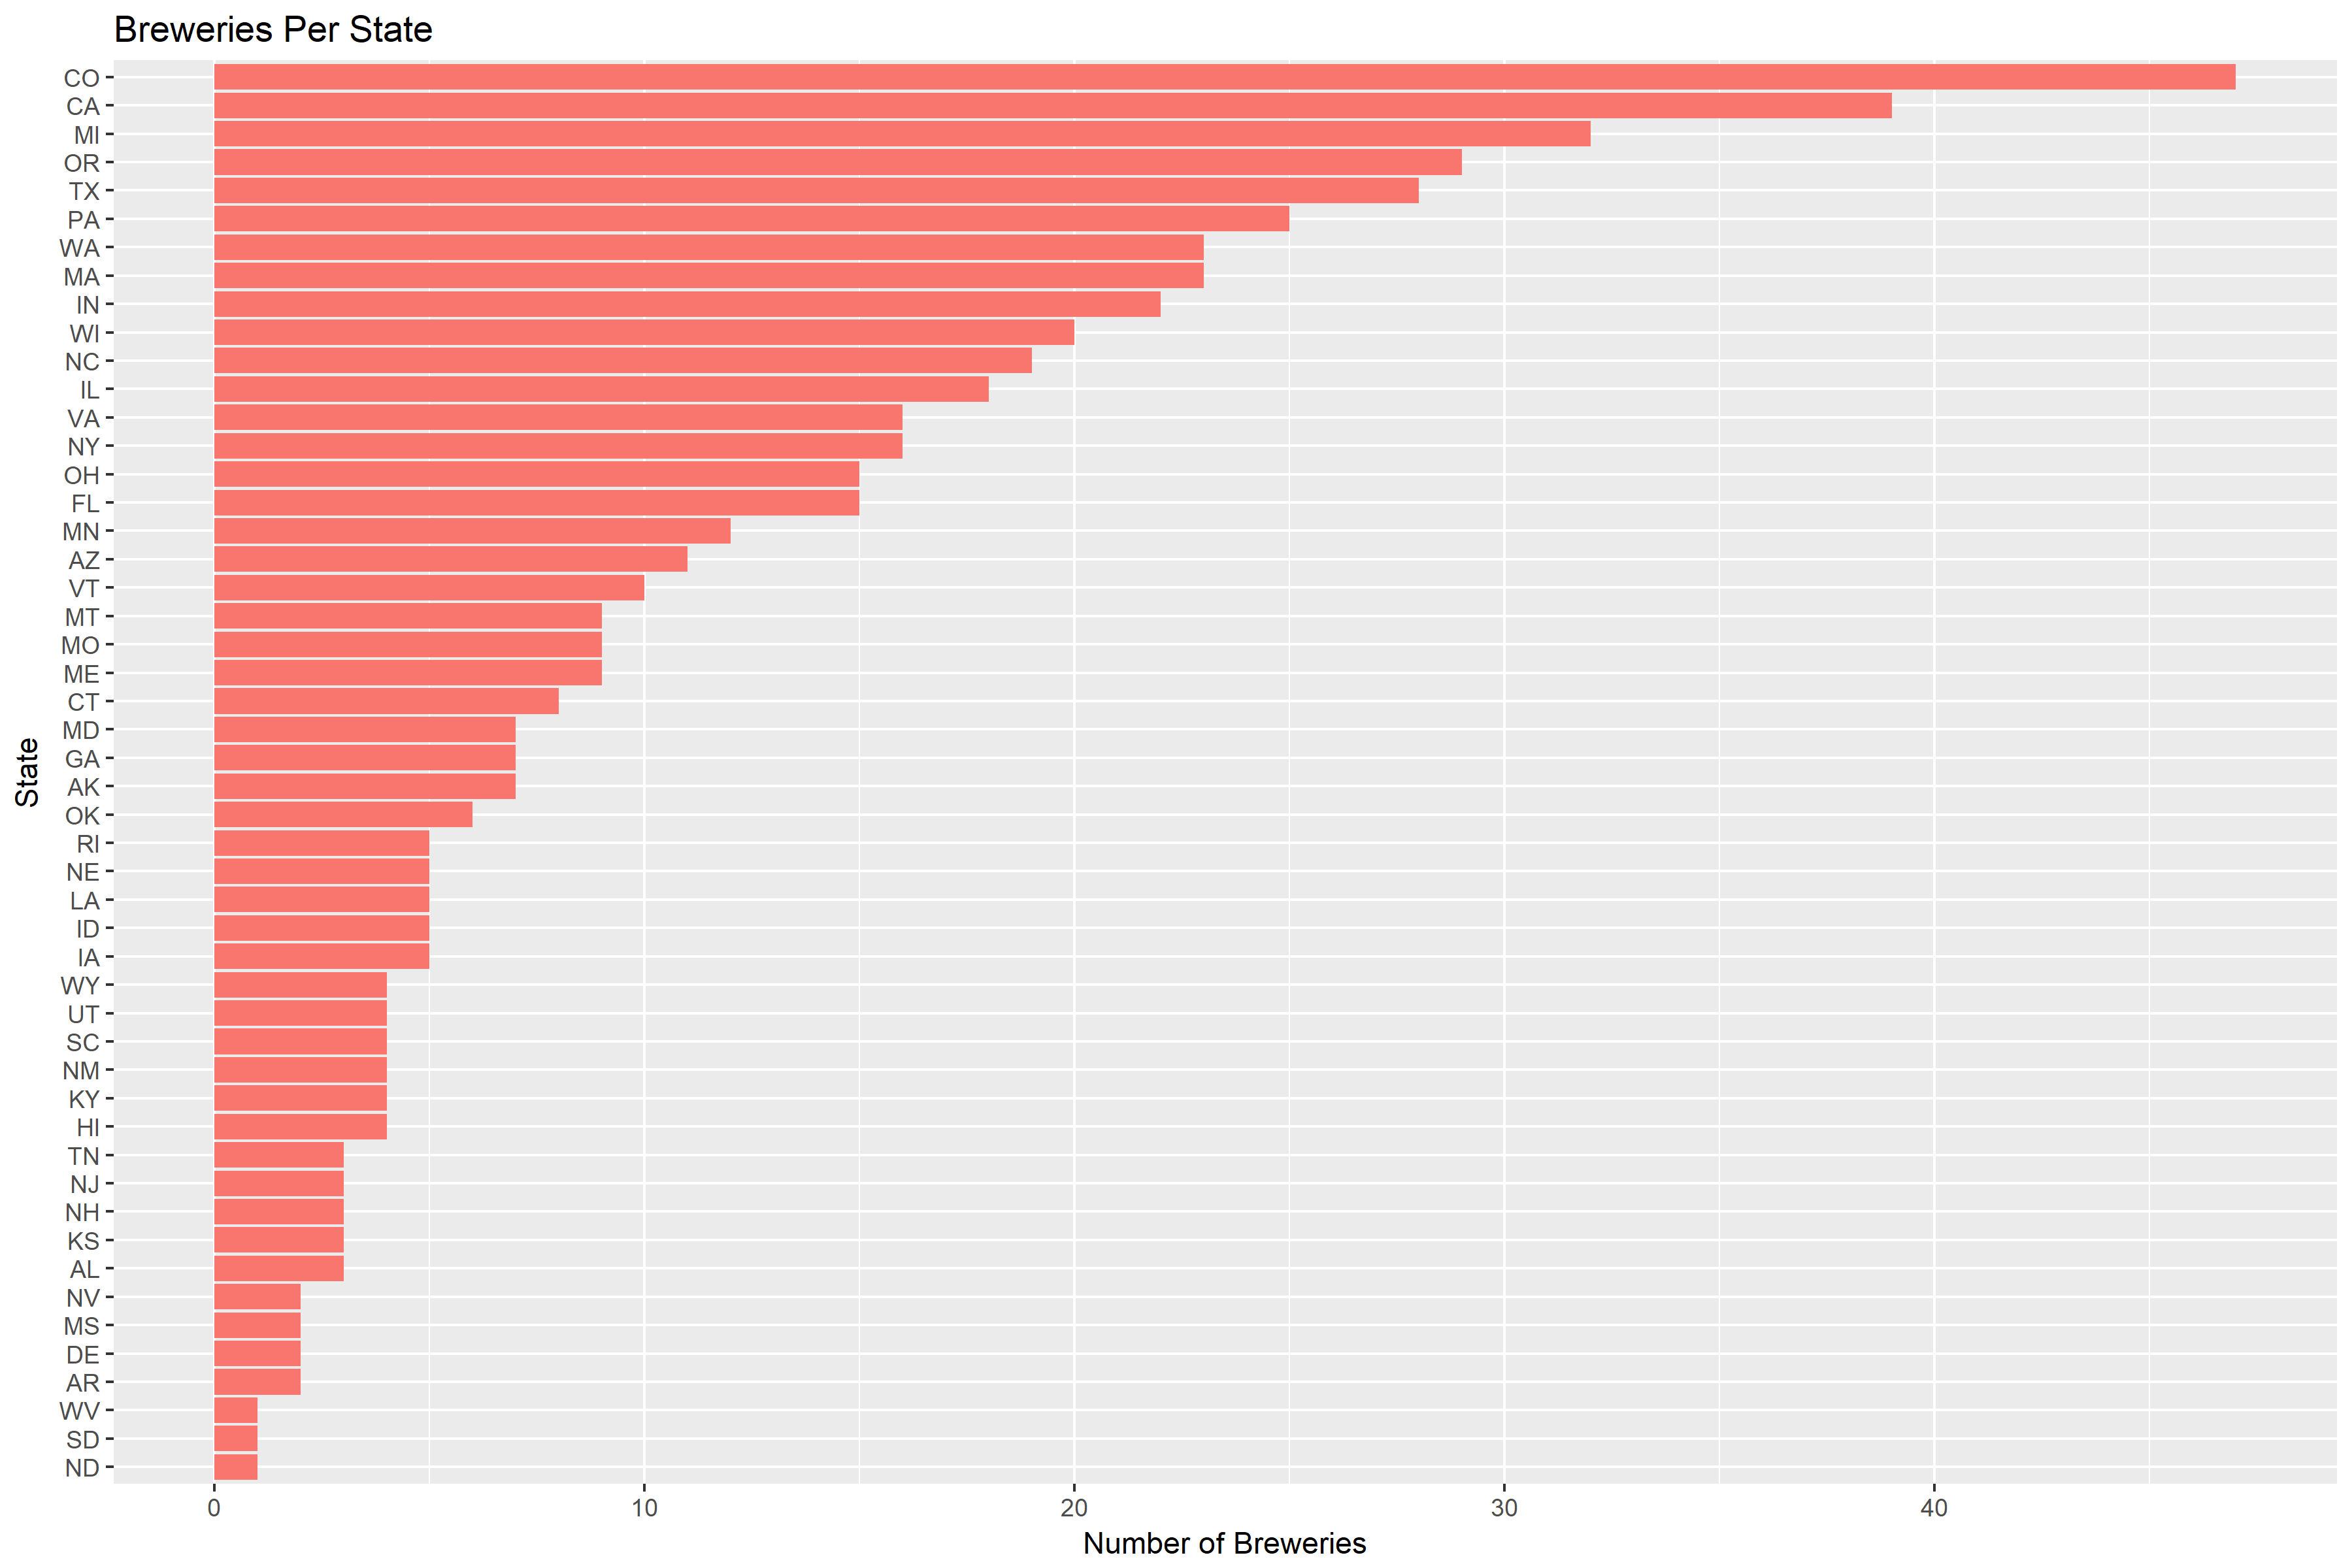 Breweries Per State
CO
CA
MI
OR
TX
PA
WA
MA
IN
WI
NC
IL
VA
NY
OH
FL
MN
AZ
VT
MT
MO
ME
CT
MD
GA
AK
OK
RI
NE
LA
ID
IA
WY
UT
SC
NM
KY
HI
TN
NJ
NH
KS
AL
NV
MS
DE
AR
WV
SD
ND
State
0 10 20 30 40
Number of Breweries